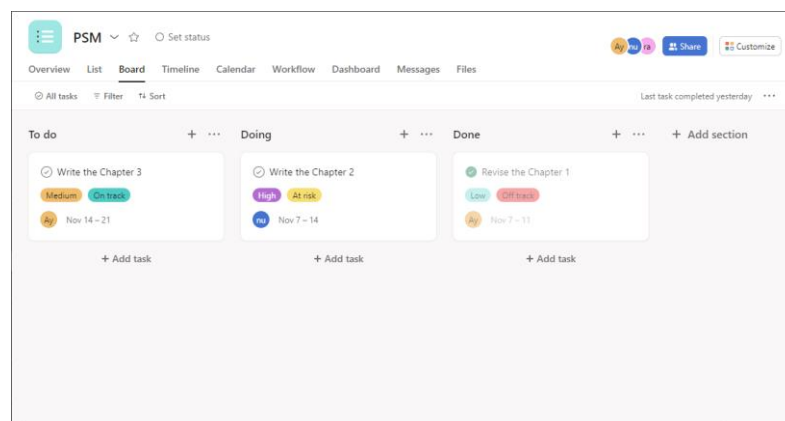 PSM
Set status
Ay nu ra
Share
Customize
Overview List Board Timeline Calendar Workflow Dashboard Messages Files
All tasks Filter Sort
Last task completed yesterday
To do
Write the Chapter 3
Medium On track
Ay Nov 14 – 21
+ Add task
Doing
Write the Chapter 2
High At risk
nu Nov 7 – 14
+ Add task
Done
Revise the Chapter 1
Low Off track
Ay Nov 7 – 11
+ Add task
+ Add section